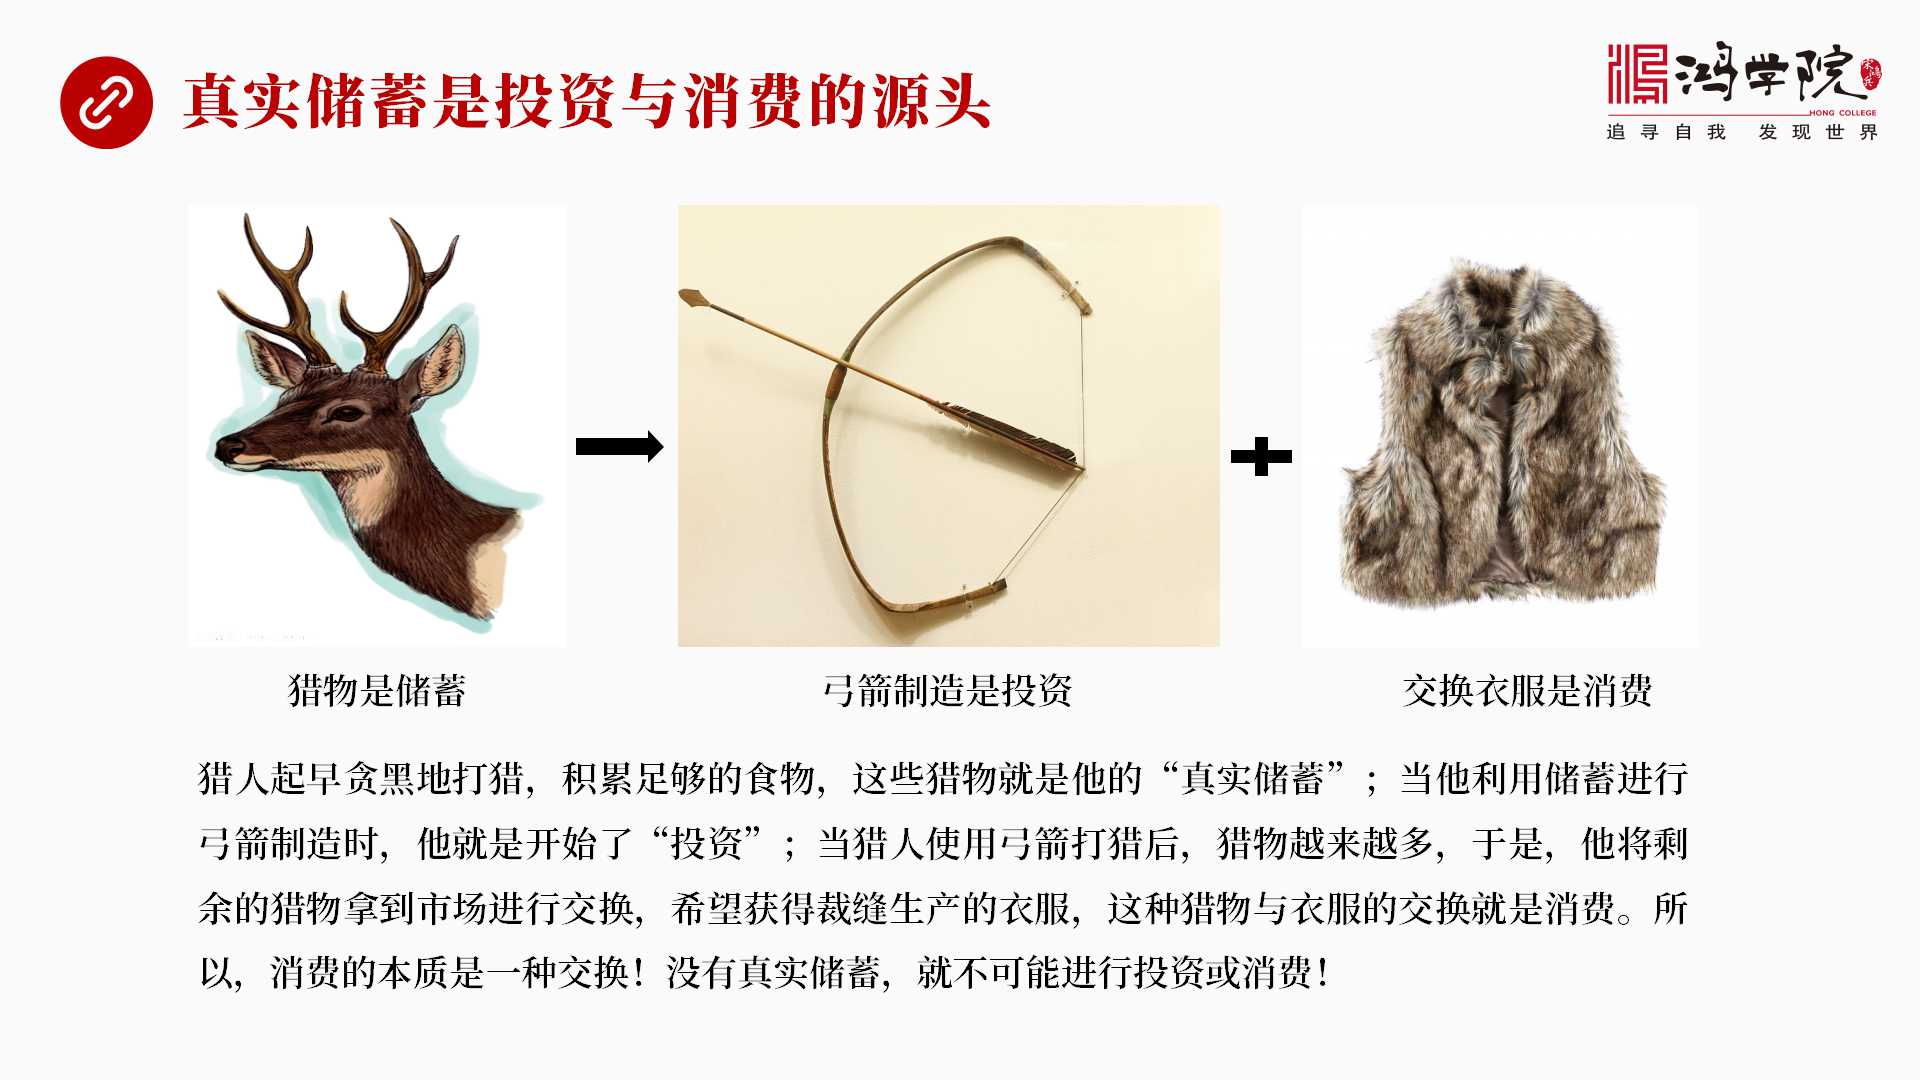 真实储蓄是投资与消费的源头
鸿学院
宋鸿兵
HONG COLLEGE
追寻自我 发现世界
猎物是储蓄
弓箭制造是投资
交换衣服是消费
猎人起早贪黑地打猎，积累足够的食物，这些猎物就是他的“真实储蓄”；当他利用储蓄进行
弓箭制造时，他就是开始了“投资”；当猎人使用弓箭打猎后，猎物越来越多，于是，他将剩
余的猎物拿到市场进行交换，希望获得裁缝生产的衣服，这种猎物与衣服的交换就是消费。所
以，消费的本质是一种交换！没有真实储蓄，就不可能进行投资或消费！